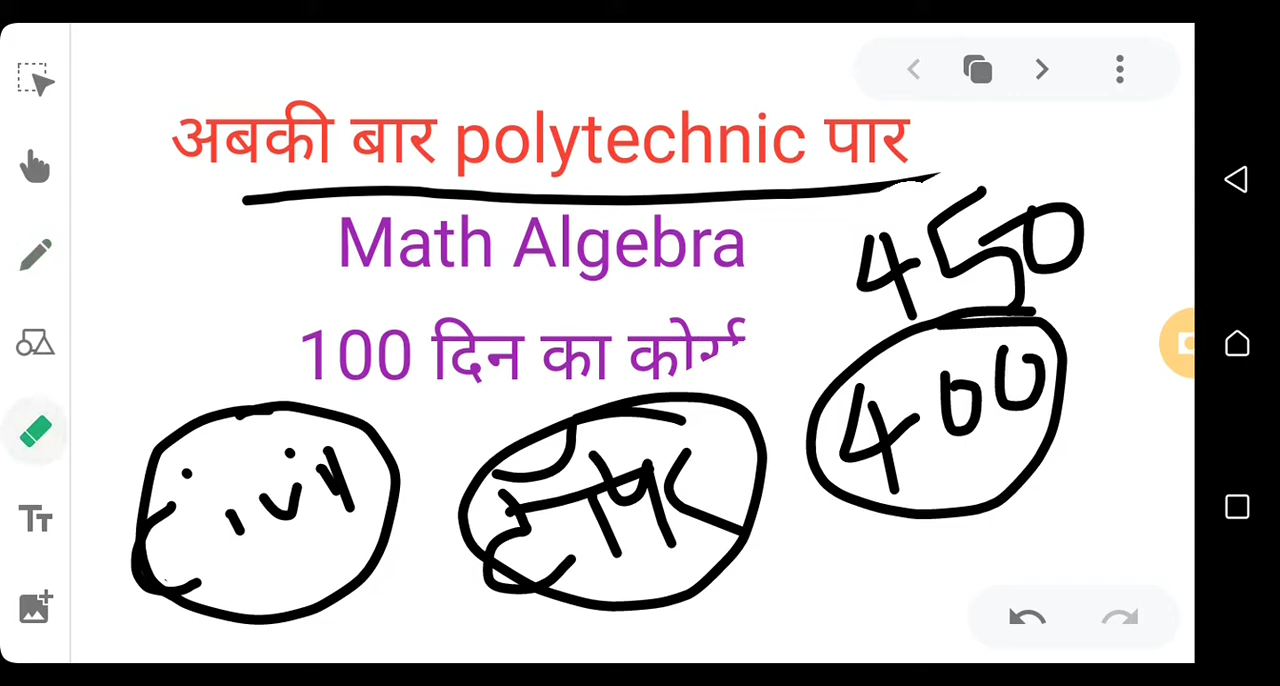 अबकी बार polytechnic पार
Math Algebra
450
100 दिन का कोर्स
400
Civil